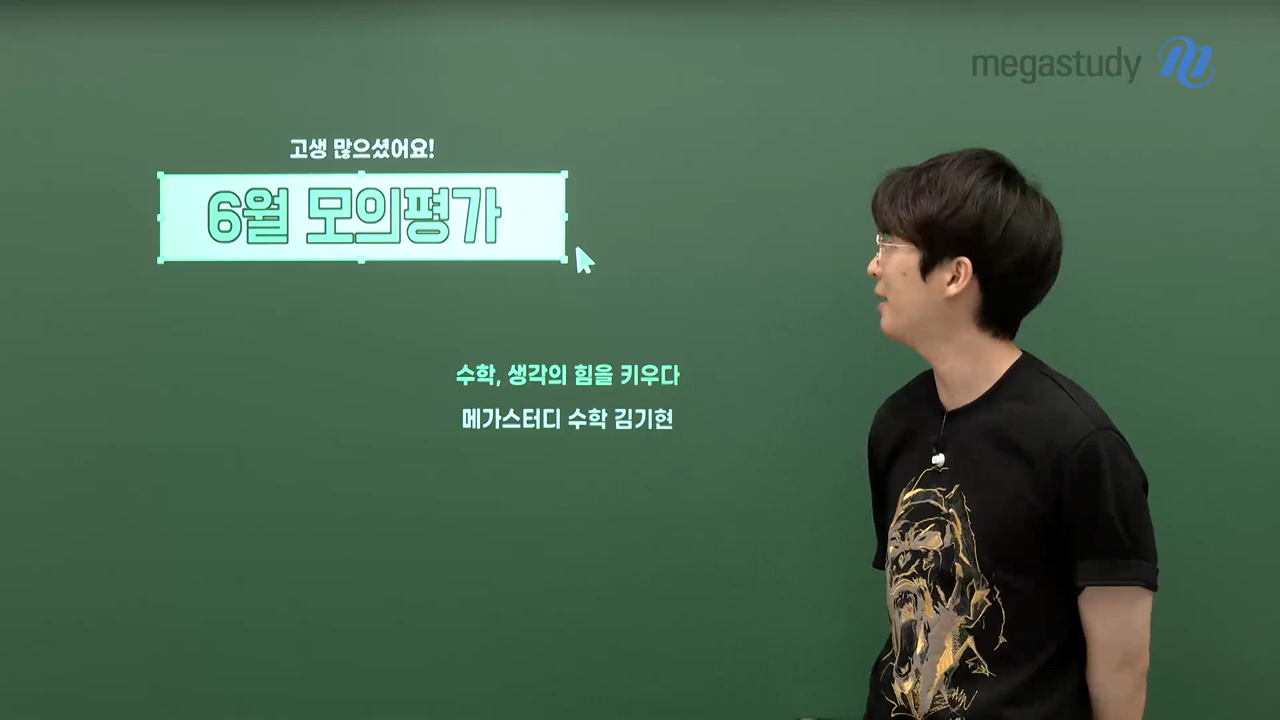 megastudy
고생 많으셨어요!
6월 모의평가
수학, 생각의 힘을 키우다
메가스터디 수학 김기현